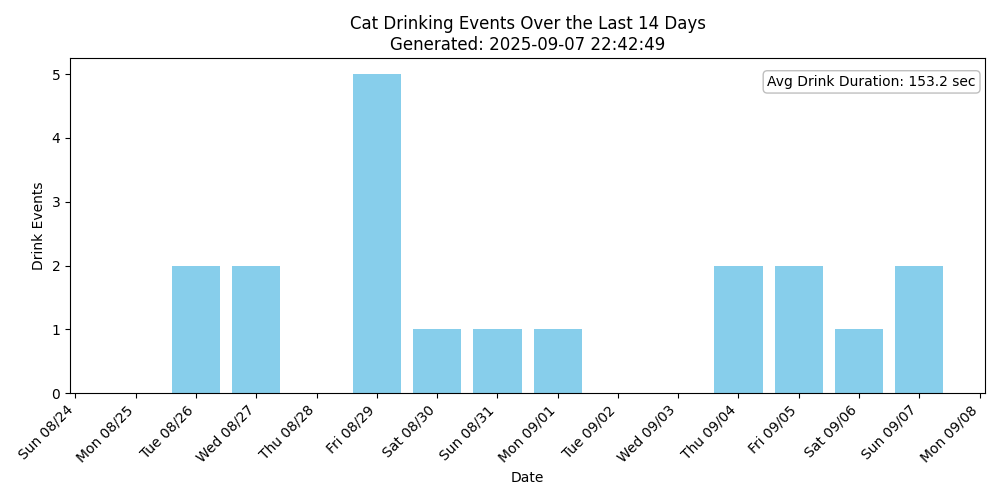 Cat Drinking Events Over the Last 14 Days
Generated: 2025-09-07 22:42:49
Avg Drink Duration: 153.2 sec
Drink Events
5
4
3
2
1
0
Sun 08/24
Mon 08/25
Tue 08/26
Wed 08/27
Thu 08/28
Fri 08/29
Sat 08/30
Sun 08/31
Mon 09/01
Tue 09/02
Wed 09/03
Thu 09/04
Fri 09/05
Sat 09/06
Sun 09/07
Mon 09/08
Date